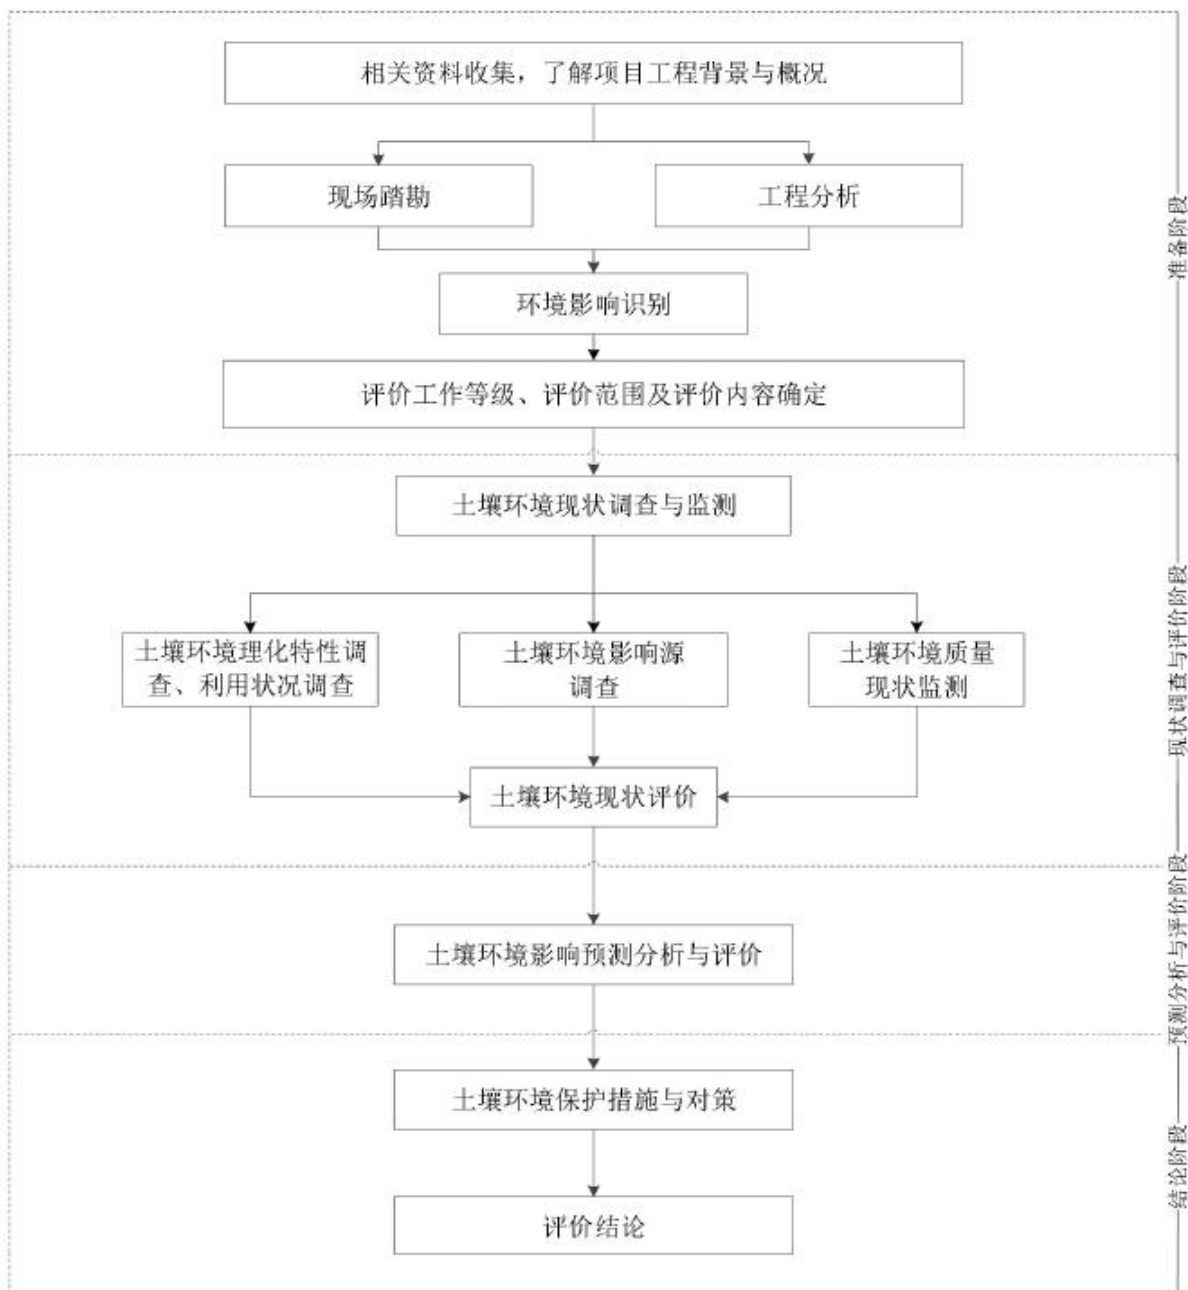 相关资料收集，了解项目工程背景与概况
现场踏勘
工程分析
环境影响识别
评价工作等级、评价范围及评价内容确定
准备阶段
土壤环境现状调查与监测
土壤环境理化特性调
查、利用状况调查
土壤环境影响源
调查
土壤环境质量
现状监测
土壤环境现状评价
现状调查与评价阶段
土壤环境影响预测分析与评价
预测分析与评价阶段
土壤环境保护措施与对策
评价结论
结论阶段